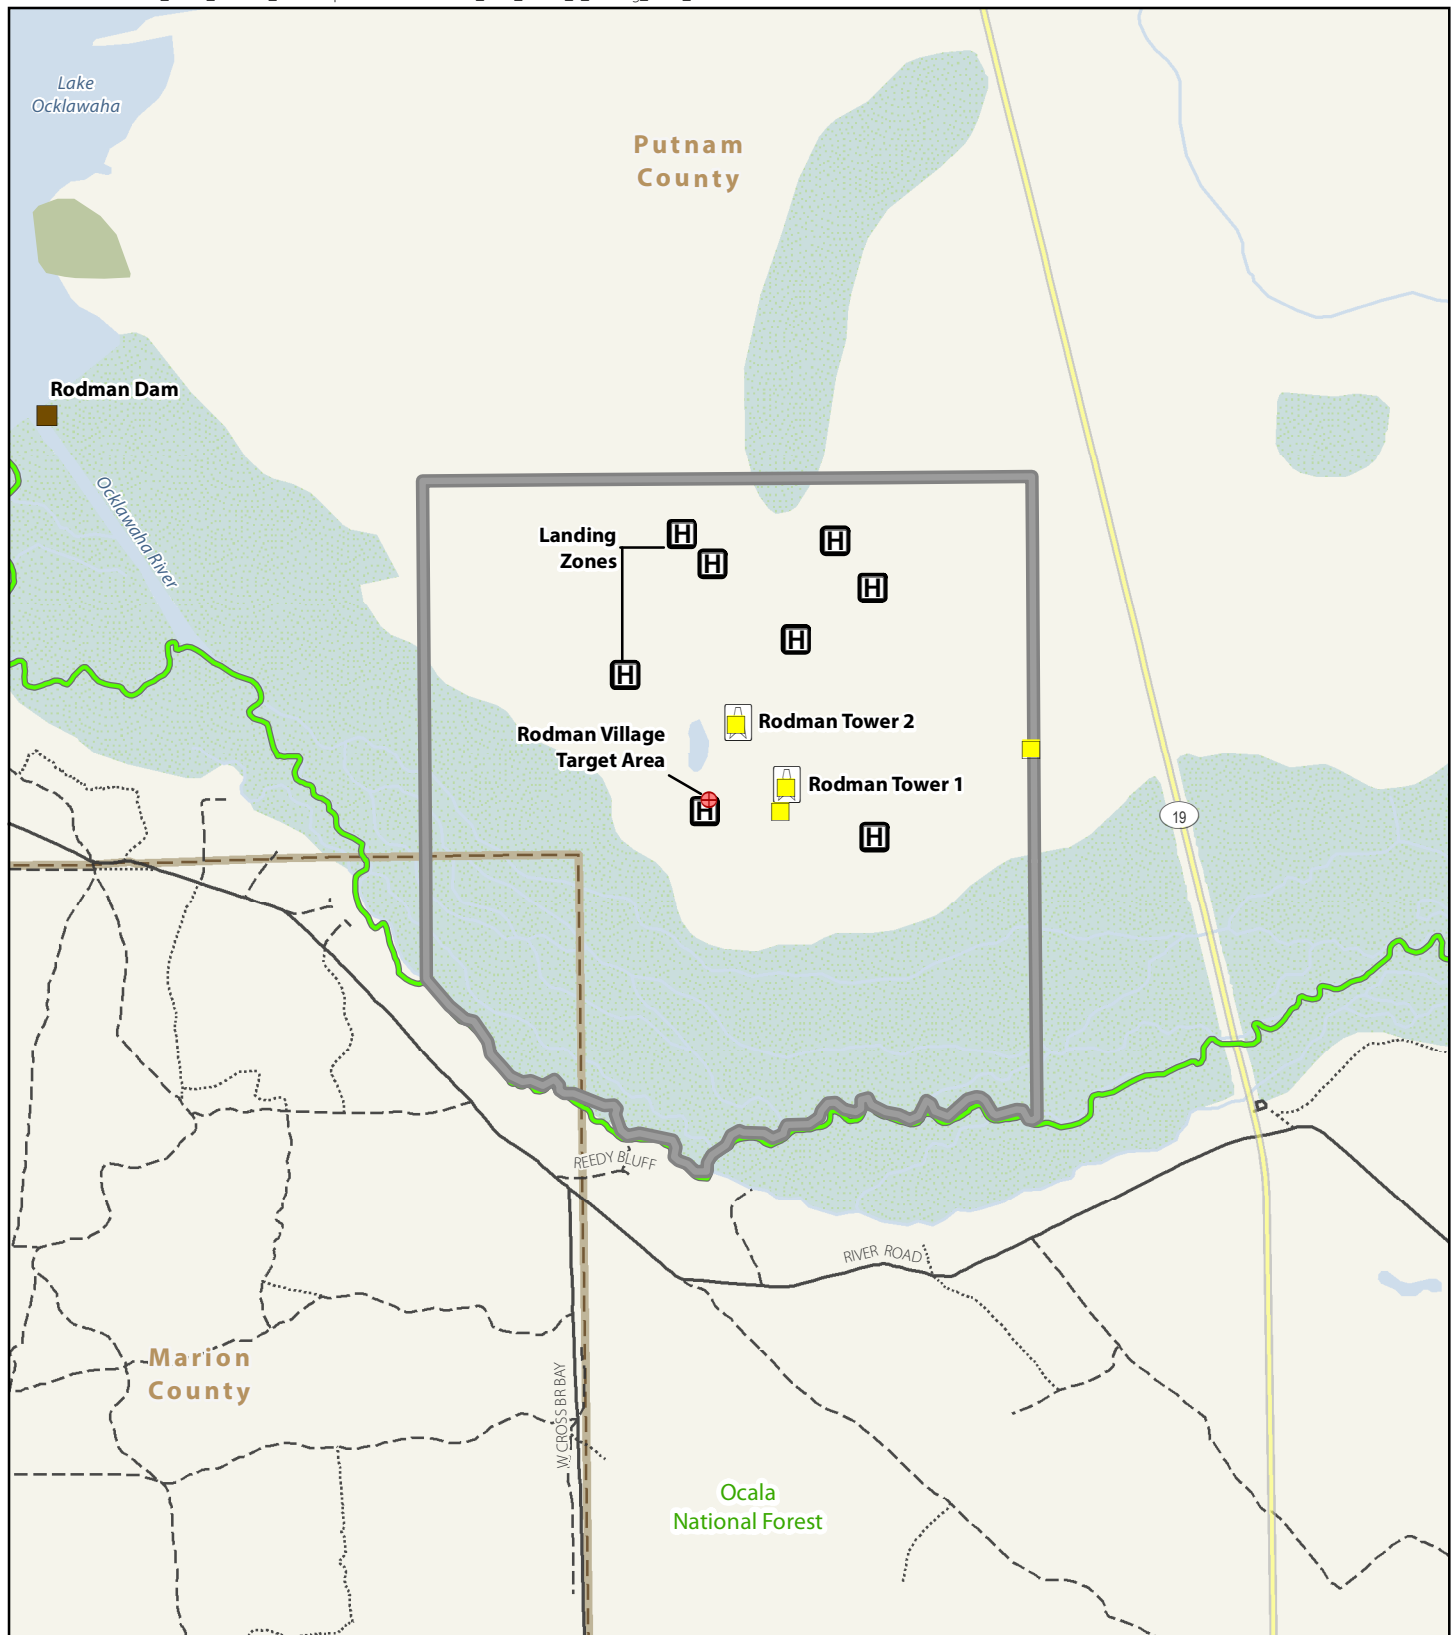 Lake
Ocklawaha
Putnam
County
Rodman Dam
Ocklawaha River
Landing
Zones
H
H
H
H
H
H
Rodman Tower 2
Rodman Village
Target Area
Rodman Tower 1
H
H
19
REEDY BLUFF
RIVER ROAD
Marion
County
W CROSS BR BAY
Ocala
National Forest